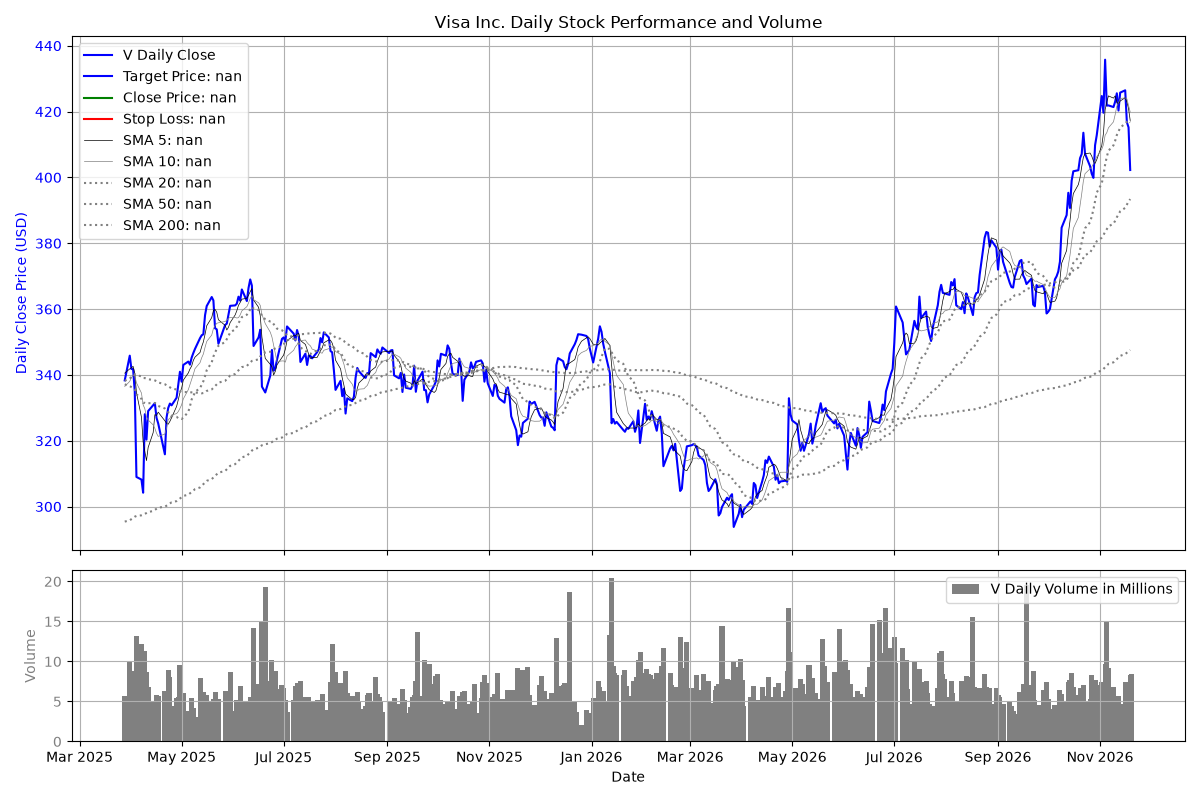 Visa Inc. Daily Stock Performance and Volume
Daily Close Price (USD)
440
420
400
380
360
340
320
300
V Daily Close
Target Price: nan
Close Price: nan
Stop Loss: nan
SMA 5: nan
SMA 10: nan
SMA 20: nan
SMA 50: nan
SMA 200: nan
Volume
20
15
10
5
0
V Daily Volume in Millions
Mar 2025 May 2025 Jul 2025 Sep 2025 Nov 2025 Jan 2026 Mar 2026 May 2026 Jul 2026 Sep 2026 Nov 2026
Date